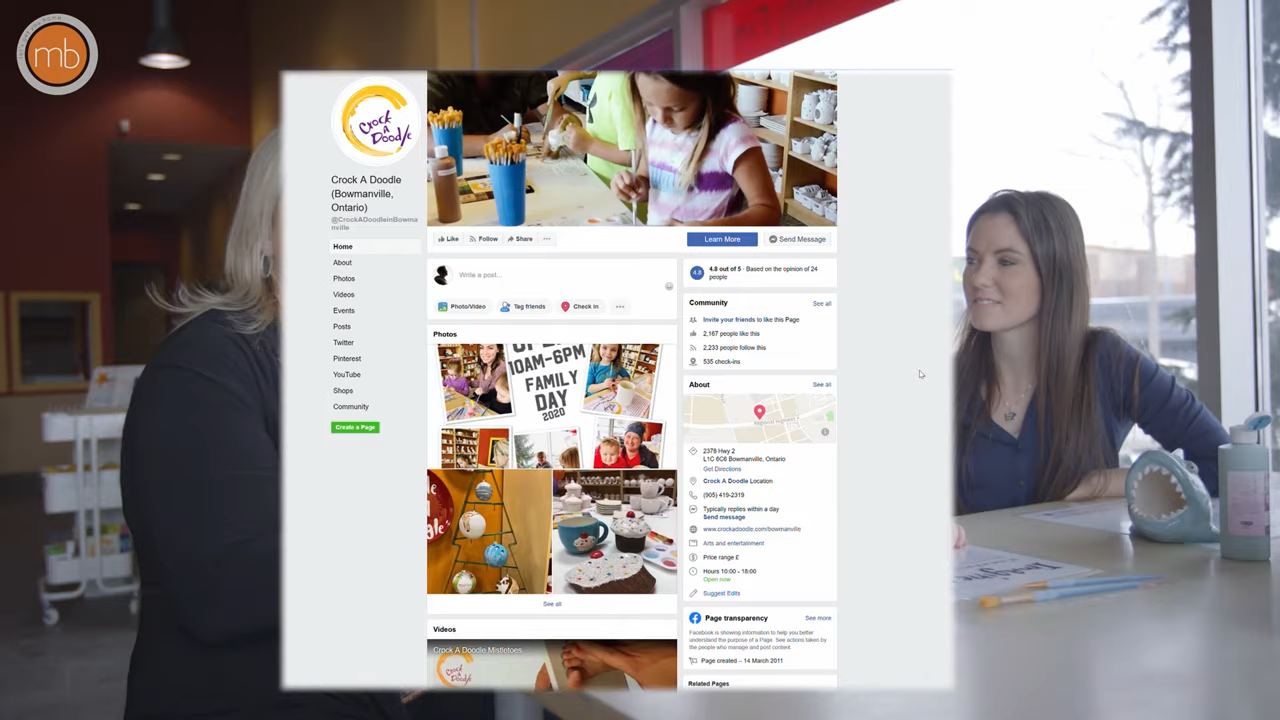 mb
Crock
A
Doodle
Crock A Doodle
(Bowmanville,
Ontario)
@CrockADoodleinBowma
nville
Home
About
Photos
Videos
Events
Posts
Twitter
Pinterest
YouTube
Shops
Community
Create a Page
Like
Follow
Share
Learn More
Send Message
Write a post...
Photo/Video
Tag friends
Check in
Photos
10AM-6PM
FAMILY
DAY
2020
See all
Videos
Crock A Doodle Mistletoes
4.8
4.8 out of 5 · Based on the opinion of 24
people
Community
See all
Invite your friends to like this Page
2,167 people like this
2,233 people follow this
535 check-ins
About
See all
2378 Hwy 2
L1C 6C6 Bowmanville, Ontario
Get Directions
Crock A Doodle Location
(905) 419-2319
Typically replies within a day
Send message
www.crockadoodle.com/bowmanville
Arts and entertainment
Price range £
Hours 10:00 - 18:00
Open now
Suggest Edits
Page transparency
See more
Facebook is showing information to help you better
understand the purpose of a Page. See actions taken by
the people who manage and post content.
Page created – 14 March 2011
Related Pages